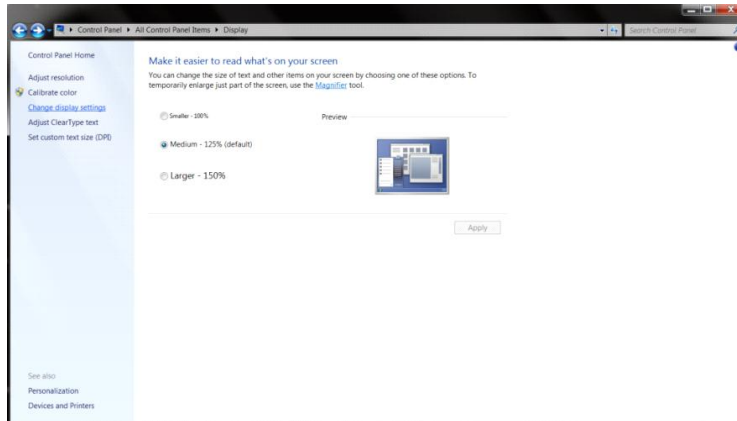 Control Panel ▸ All Control Panel Items ▸ Display
Search Control Panel
Control Panel Home
Adjust resolution
Calibrate color
Change display settings
Adjust ClearType text
Set custom text size (DPI)
See also
Personalization
Devices and Printers
Make it easier to read what's on your screen
You can change the size of text and other items on your screen by choosing one of these options. To
temporarily enlarge just part of the screen, use the Magnifier tool.
Smaller - 100%
Preview
Medium - 125% (default)
Larger - 150%
Apply